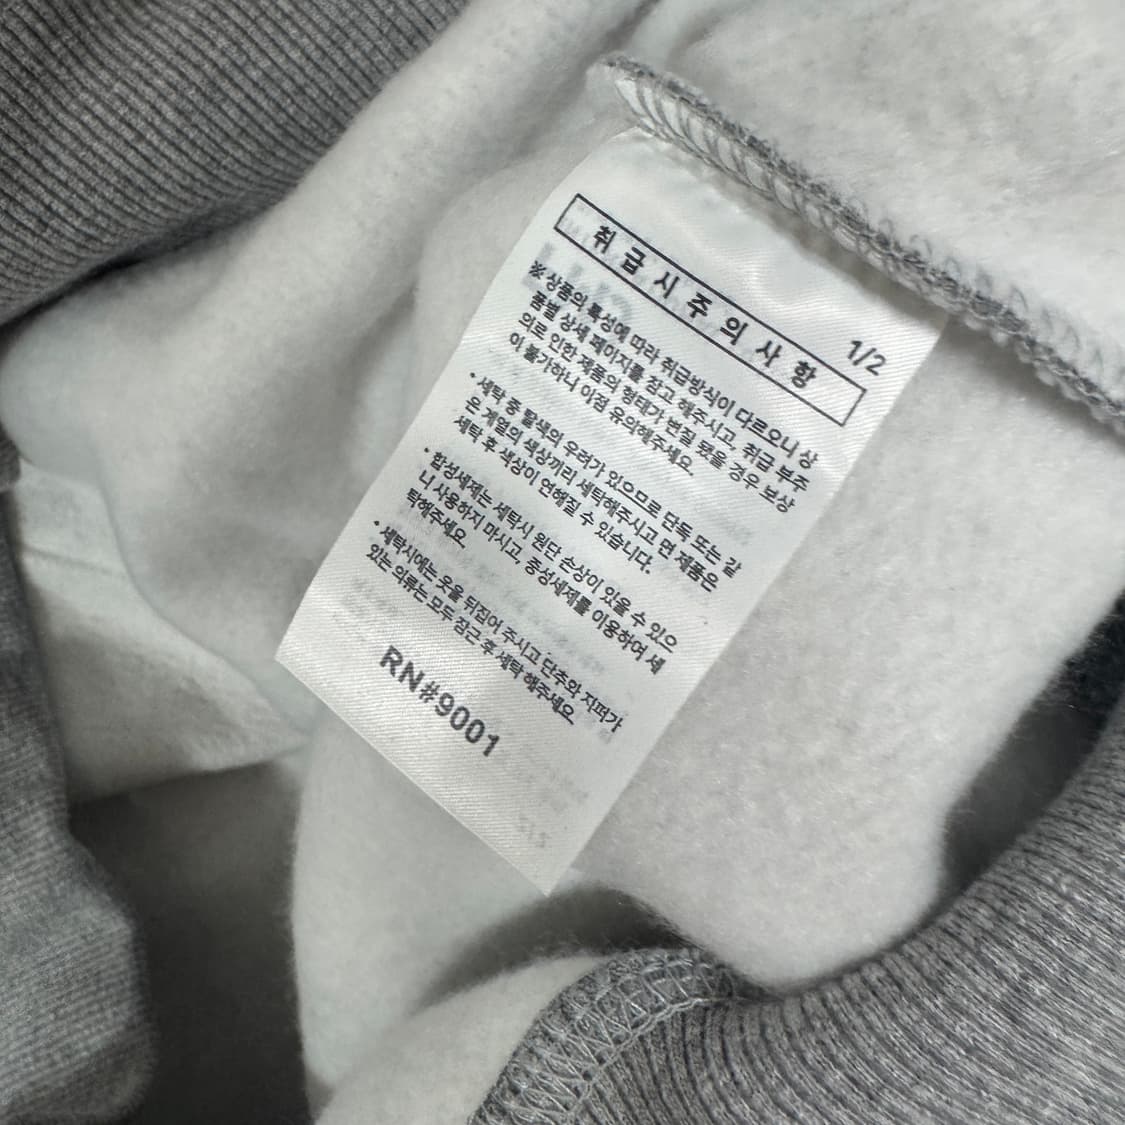 1/2
취급시주의사항
※ 상품의 특성에 따라 취급방식이 다르오니 상
품별 상세 페이지를 참고 해주시고, 취급 부주
의로 인한 제품의 형태가 변질 됐을 경우 보상
이 불가하니 이점 유의해주세요.
• 세탁 중 탈색의 우려가 있으므로 단독 또는 같
은 계열의 색상끼리 세탁해주시고 면 제품은
세탁 후 색상이 연해질 수 있습니다.
• 합성세제는 세탁시 원단 손상이 있을 수 있으
니 사용하지 마시고, 중성세제를 이용하여 세
탁해주세요.
• 세탁시에는 옷을 뒤집어 주시고 단추와 지퍼가
있는 의류는 모두 잠근 후 세탁 해주세요.
RN#9001